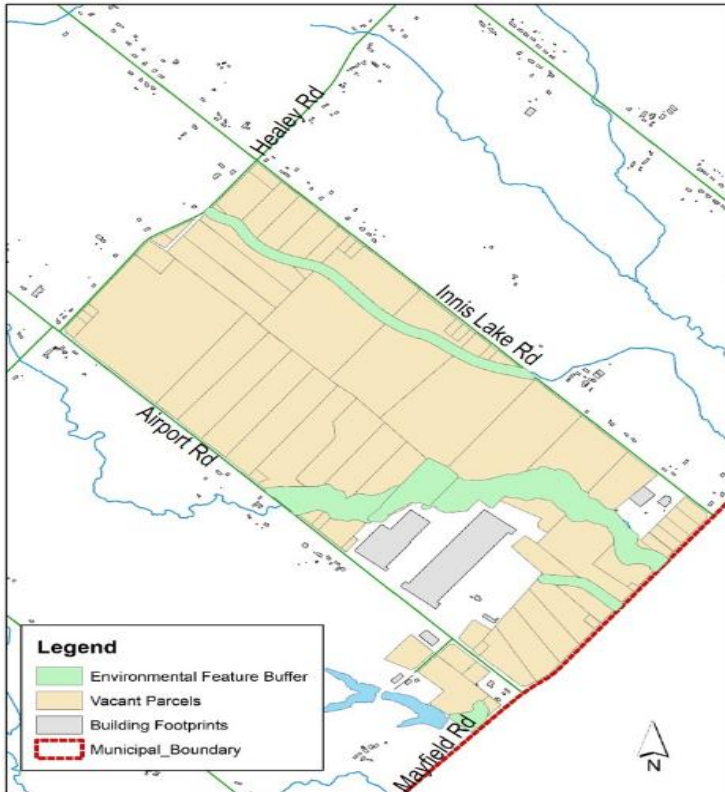 Healey Rd
Innis Lake Rd
Airport Rd
Legend
Environmental Feature Buffer
Vacant Parcels
Building Footprints
Municipal_Boundary
Mayfield Rd
N